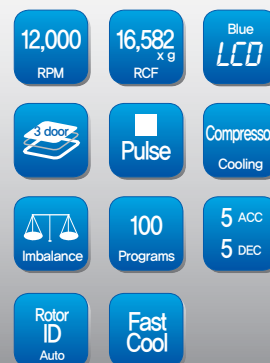 12,000
RPM
16,582
x g
RCF
Blue
LCD
3 door
Pulse
Compressor
Cooling
Imbalance
100
Programs
5 ACC
5 DEC
Rotor
ID
Auto
Fast
Cool